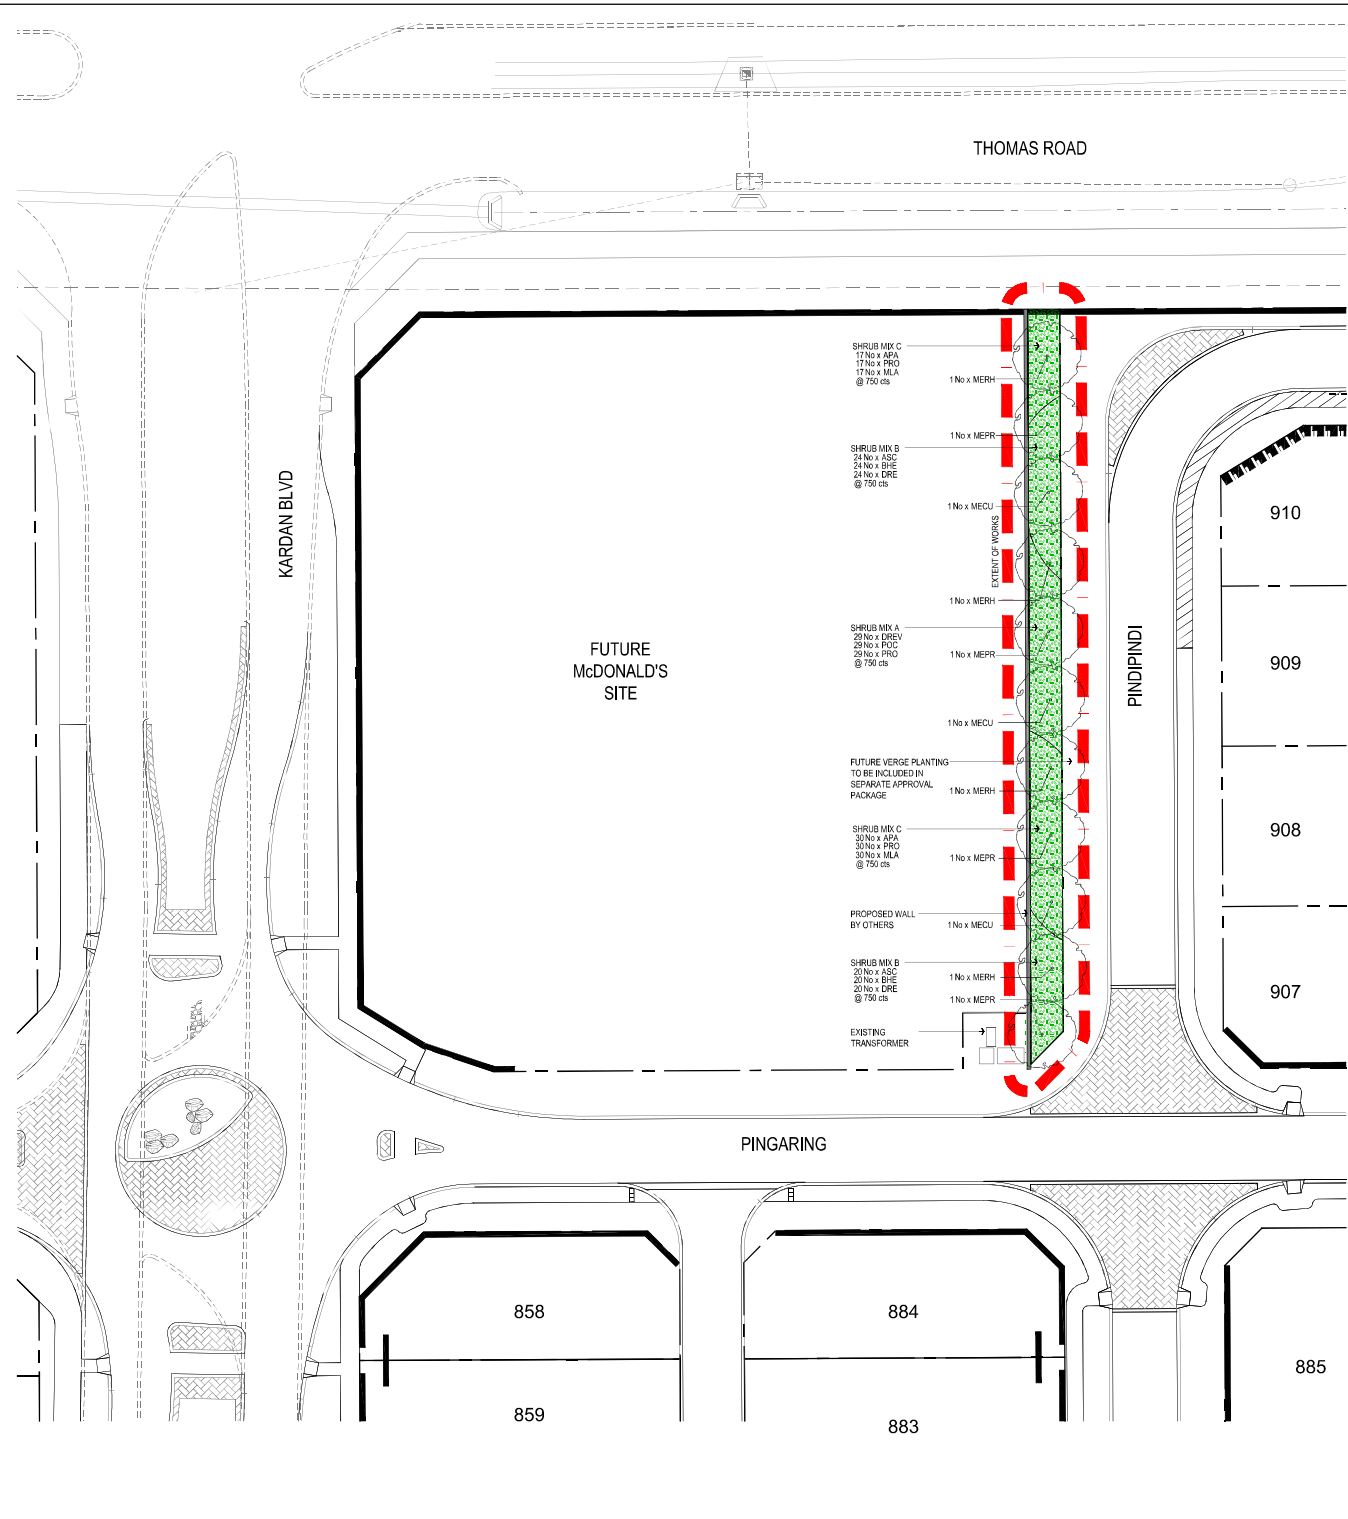 THOMAS ROAD
KARDAN BLVD
FUTURE
McDONALD'S
SITE
SHRUB MIX C
17 No x APA
17 No x PRO
17 No x MLA
@ 750 cts
1 No x MERH
1 No x MEPR
SHRUB MIX B
24 No x ASC
24 No x BHE
24 No x DRE
@ 750 cts
1 No x MECU
EXTENT OF WORKS
1 No x MERH
SHRUB MIX A
29 No x DREV
29 No x POC
29 No x PRO
@ 750 cts
1 No x MEPR
1 No x MECU
FUTURE VERGE PLANTING
TO BE INCLUDED IN
SEPARATE APPROVAL
PACKAGE
1 No x MERH
SHRUB MIX C
30 No x APA
30 No x PRO
30 No x MLA
@ 750 cts
1 No x MEPR
PROPOSED WALL
BY OTHERS
1 No x MECU
SHRUB MIX B
20 No x ASC
20 No x BHE
20 No x DRE
@ 750 cts
1 No x MERH
1 No x MEPR
EXISTING
TRANSFORMER
PINDIPINDI
910
909
908
907
PINGARING
858
884
885
859
883